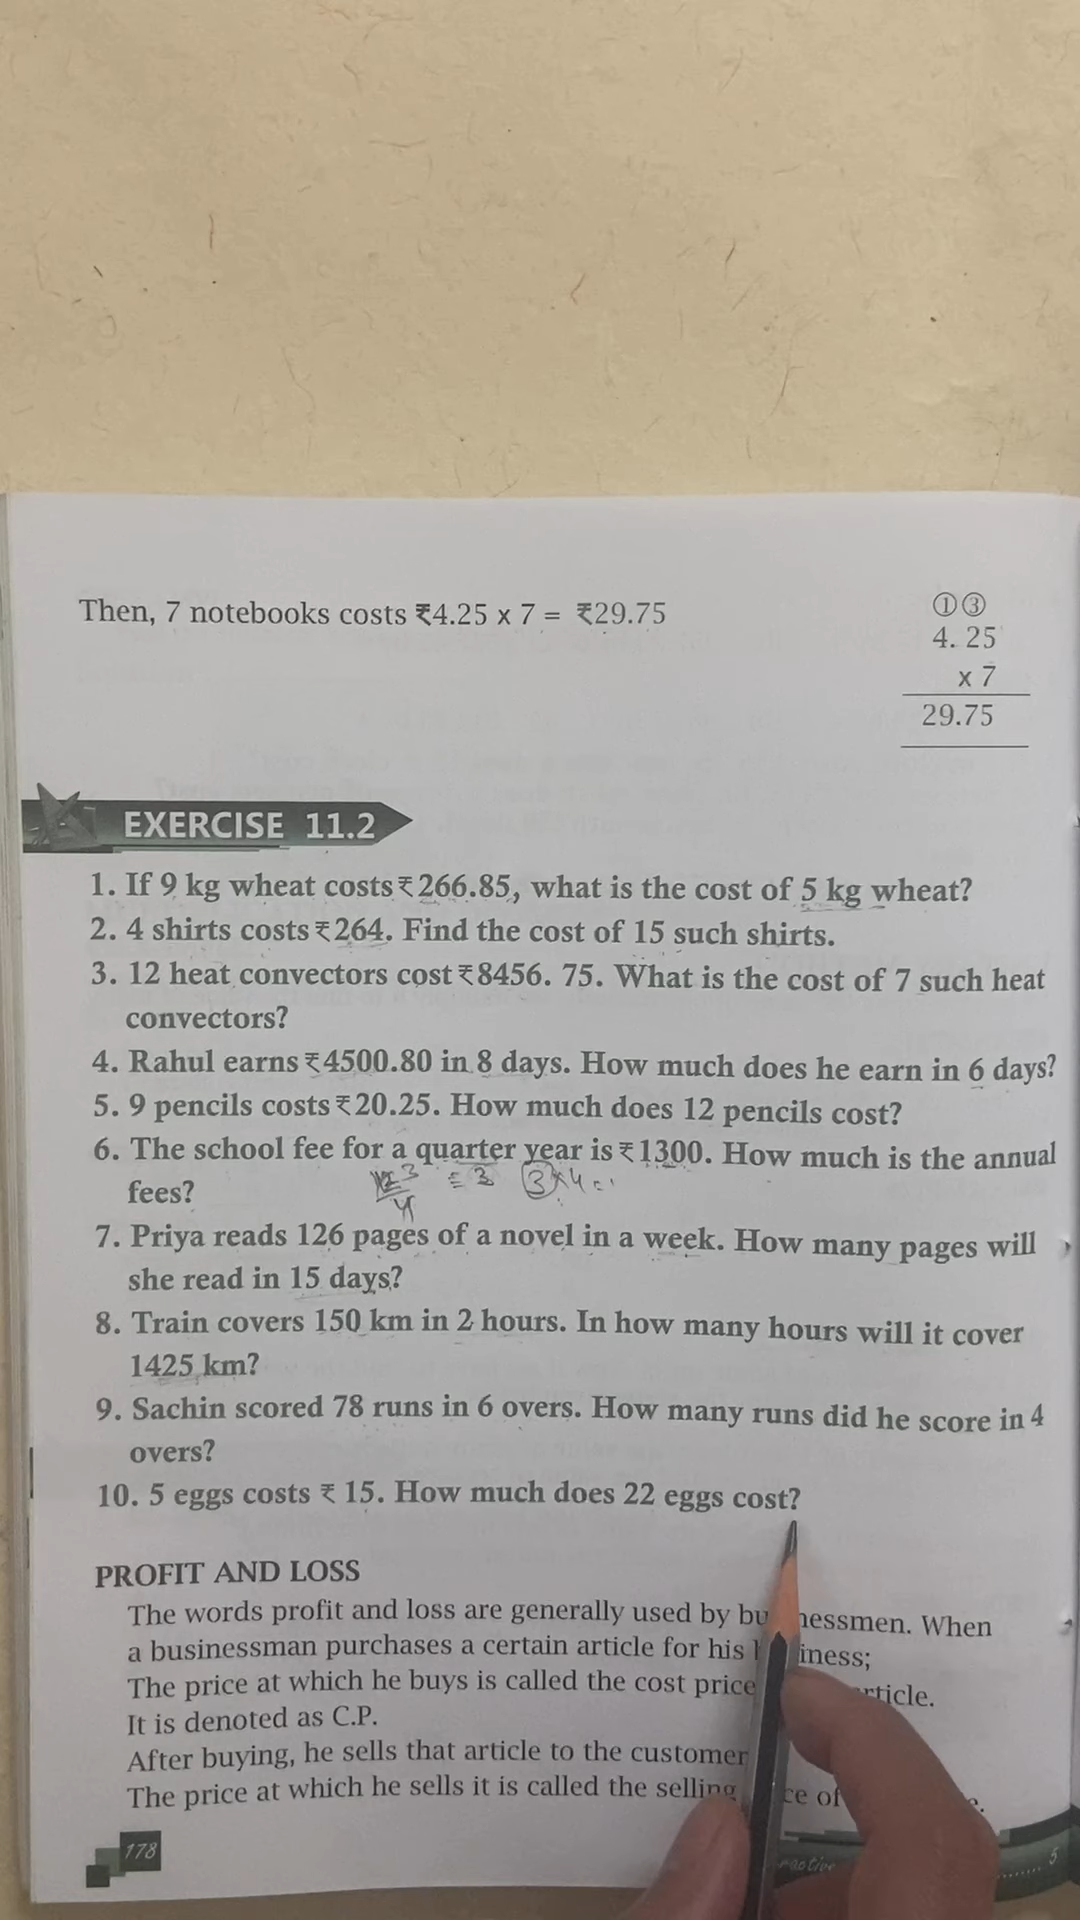 Then, 7 notebooks costs ₹4.25 x 7 = ₹29.75
①③
4. 25
x 7
29.75
EXERCISE 11.2
1. If 9 kg wheat costs ₹266.85, what is the cost of 5 kg wheat?
2. 4 shirts costs ₹264. Find the cost of 15 such shirts.
3. 12 heat convectors cost ₹8456. 75. What is the cost of 7 such heat
convectors?
4. Rahul earns ₹4500.80 in 8 days. How much does he earn in 6 days?
5. 9 pencils costs ₹20.25. How much does 12 pencils cost?
6. The school fee for a quarter year is ₹1300. How much is the annual
fees?
7. Priya reads 126 pages of a novel in a week. How many pages will
she read in 15 days?
8. Train covers 150 km in 2 hours. In how many hours will it cover
1425 km?
9. Sachin scored 78 runs in 6 overs. How many runs did he score in 4
overs?
10. 5 eggs costs ₹ 15. How much does 22 eggs cost?
PROFIT AND LOSS
The words profit and loss are generally used by bu nessmen. When
a businessman purchases a certain article for his iness;
The price at which he buys is called the cost price rticle.
It is denoted as C.P.
After buying, he sells that article to the customer
The price at which he sells it is called the selling ce of
178
5